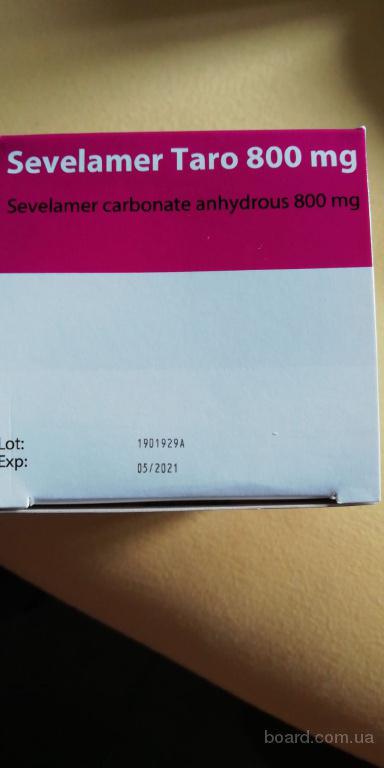 Sevelamer Taro 800 mg
Sevelamer carbonate anhydrous 800 mg
Lot: 1901929A
Exp: 05/2021
board.com.ua